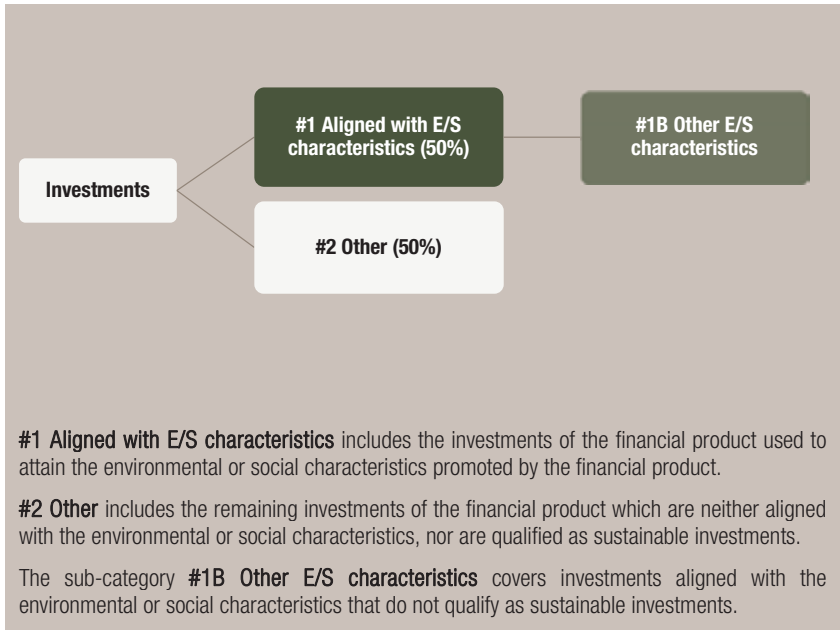 #1 Aligned with E/S
characteristics (50%)
#1B Other E/S
characteristics
Investments
#2 Other (50%)
#1 Aligned with E/S characteristics includes the investments of the financial product used to
attain the environmental or social characteristics promoted by the financial product.
#2 Other includes the remaining investments of the financial product which are neither aligned
with the environmental or social characteristics, nor are qualified as sustainable investments.
The sub-category #1B Other E/S characteristics covers investments aligned with the
environmental or social characteristics that do not qualify as sustainable investments.